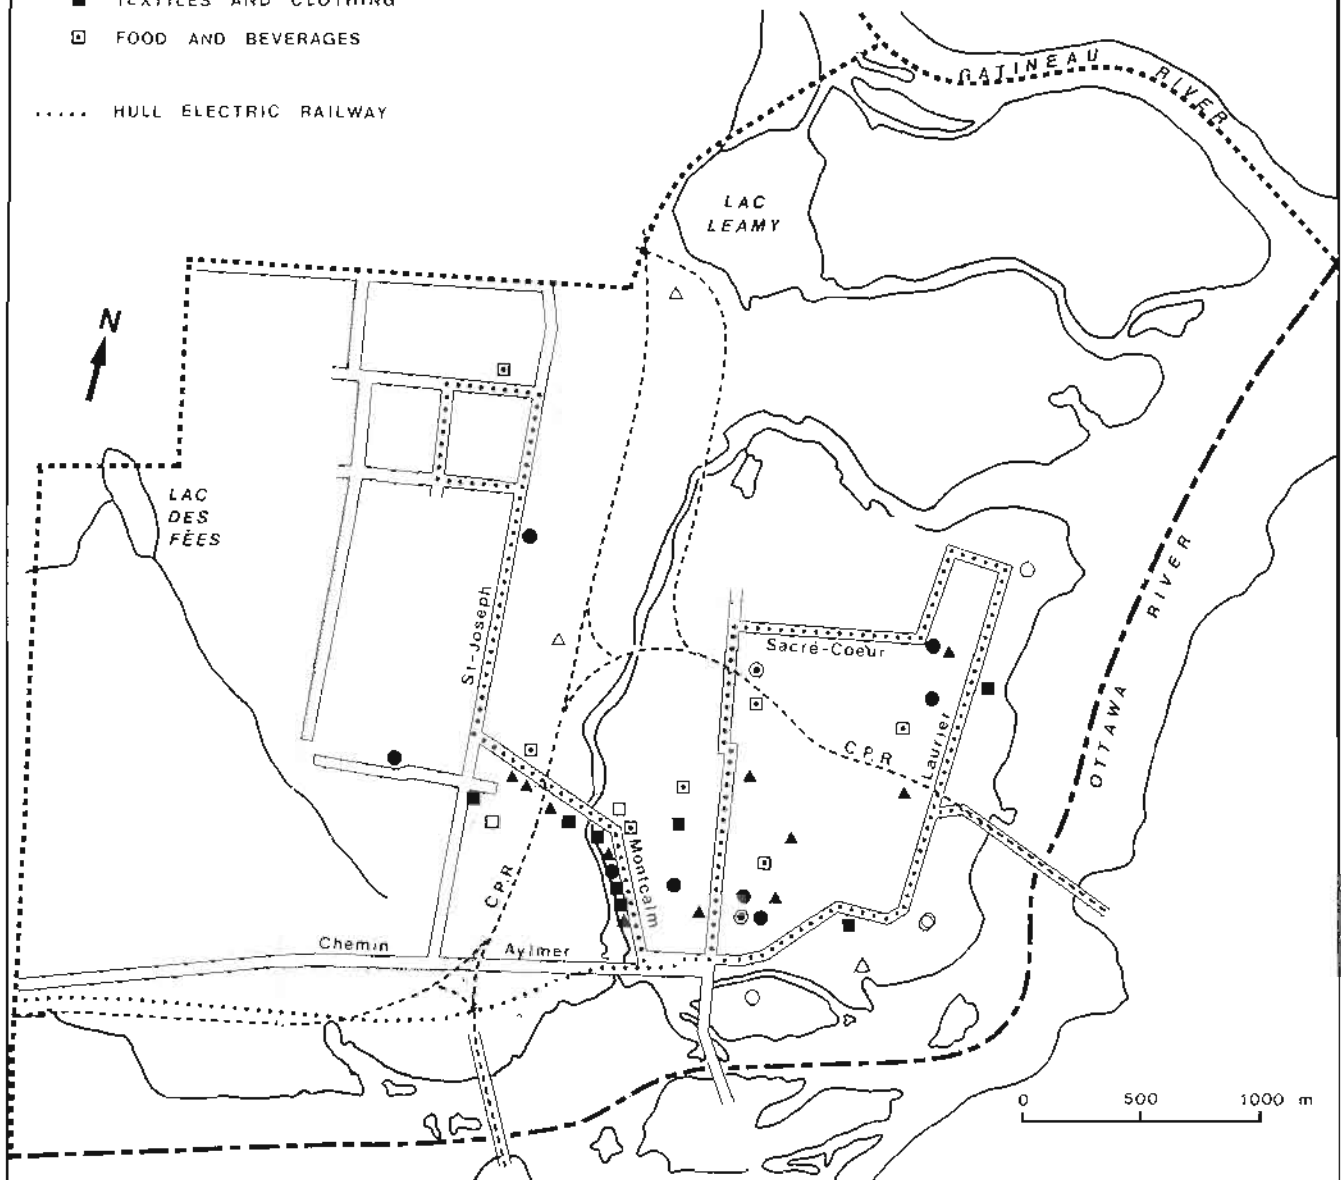 TEXTILES AND CLOTHING
FOOD AND BEVERAGES
HULL ELECTRIC RAILWAY
GATINEAU RIVER
LAC
LEAMY
N
LAC
DES
FÉES
St-Joseph
Sacré-Coeur
C.P.R
Laurier
OTTAWA RIVER
Montcalm
C.P.R
Chemin Aylmer
0 500 1000 m